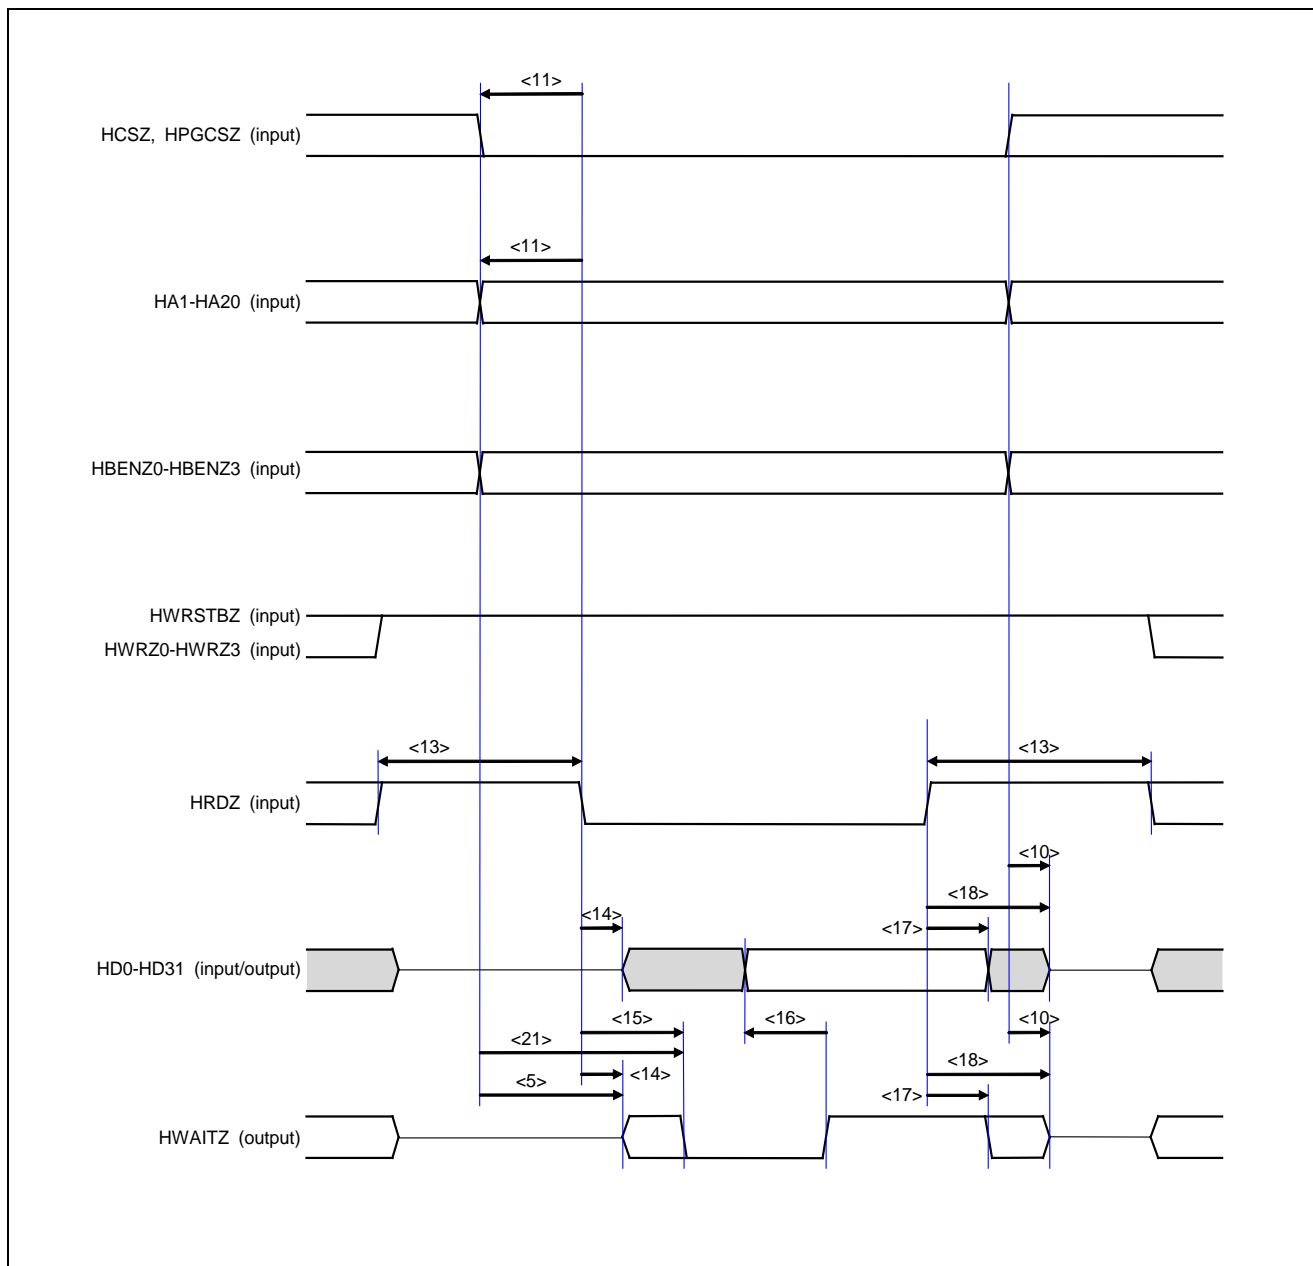 <11>
HCSZ, HPGCSZ (input)
<11>
HA1-HA20 (input)
HBENZ0-HBENZ3 (input)
HWRSTBZ (input)
HWRZ0-HWRZ3 (input)
<13>
<13>
HRDZ (input)
<10>
<18>
<14>
<17>
HD0-HD31 (input/output)
<15>
<16>
<10>
<21>
<18>
<14>
<5>
<17>
HWAITZ (output)